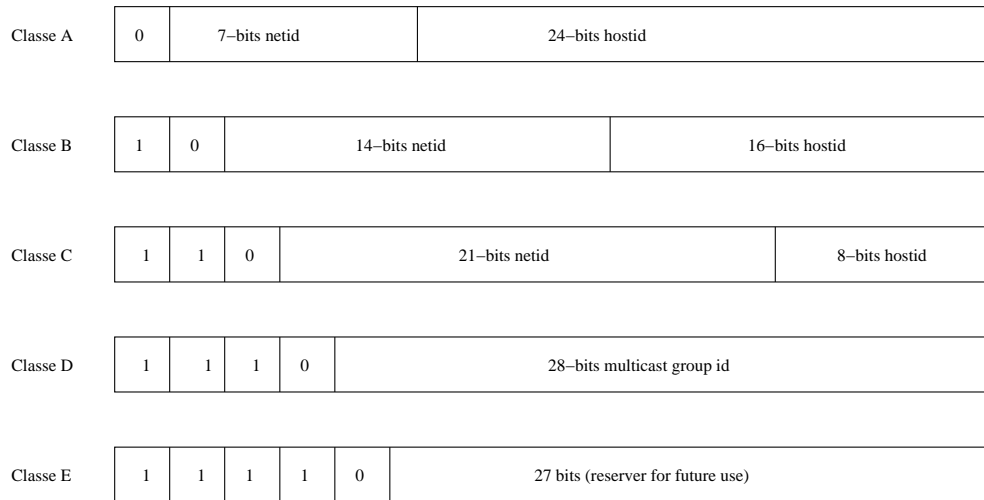 Classe A 0 7−bits netid 24−bits hostid
Classe B 1 0 14−bits netid 16−bits hostid
Classe C 1 1 0 21−bits netid 8−bits hostid
Classe D 1 1 1 0 28−bits multicast group id
Classe E 1 1 1 1 0 27 bits (reserver for future use)